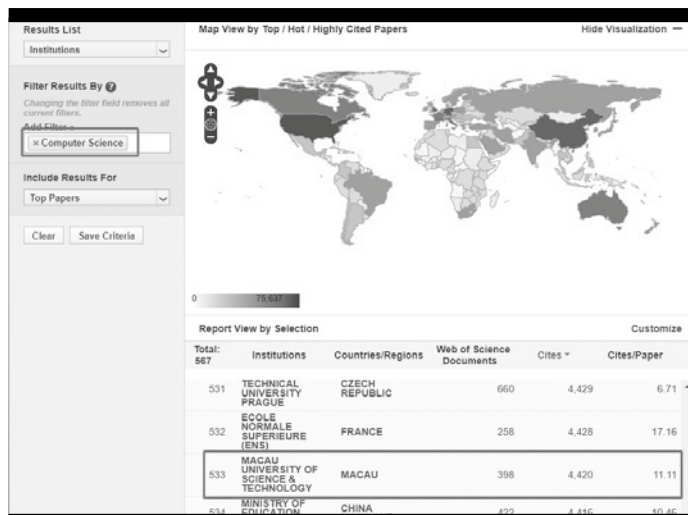 Results List
Institutions
Filter Results By
Changing the filter field removes all
current filters.
Add Filter »
× Computer Science
Include Results For
Top Papers
Clear Save Criteria
Map View by Top / Hot / Highly Cited Papers Hide Visualization −
+
−
0 75,637
Report View by Selection Customize
Total:
567 Institutions Countries/Regions Web of Science
Documents Cites Cites/Paper
531 TECHNICAL
UNIVERSITY
PRAGUE CZECH
REPUBLIC 660 4,429 6.71
532 ECOLE
NORMALE
SUPERIEURE
(ENS) FRANCE 258 4,428 17.16
533 MACAU
UNIVERSITY OF
SCIENCE &
TECHNOLOGY MACAU 398 4,420 11.11
534 MINISTRY OF
EDUCATION CHINA 422 4,416 10.46